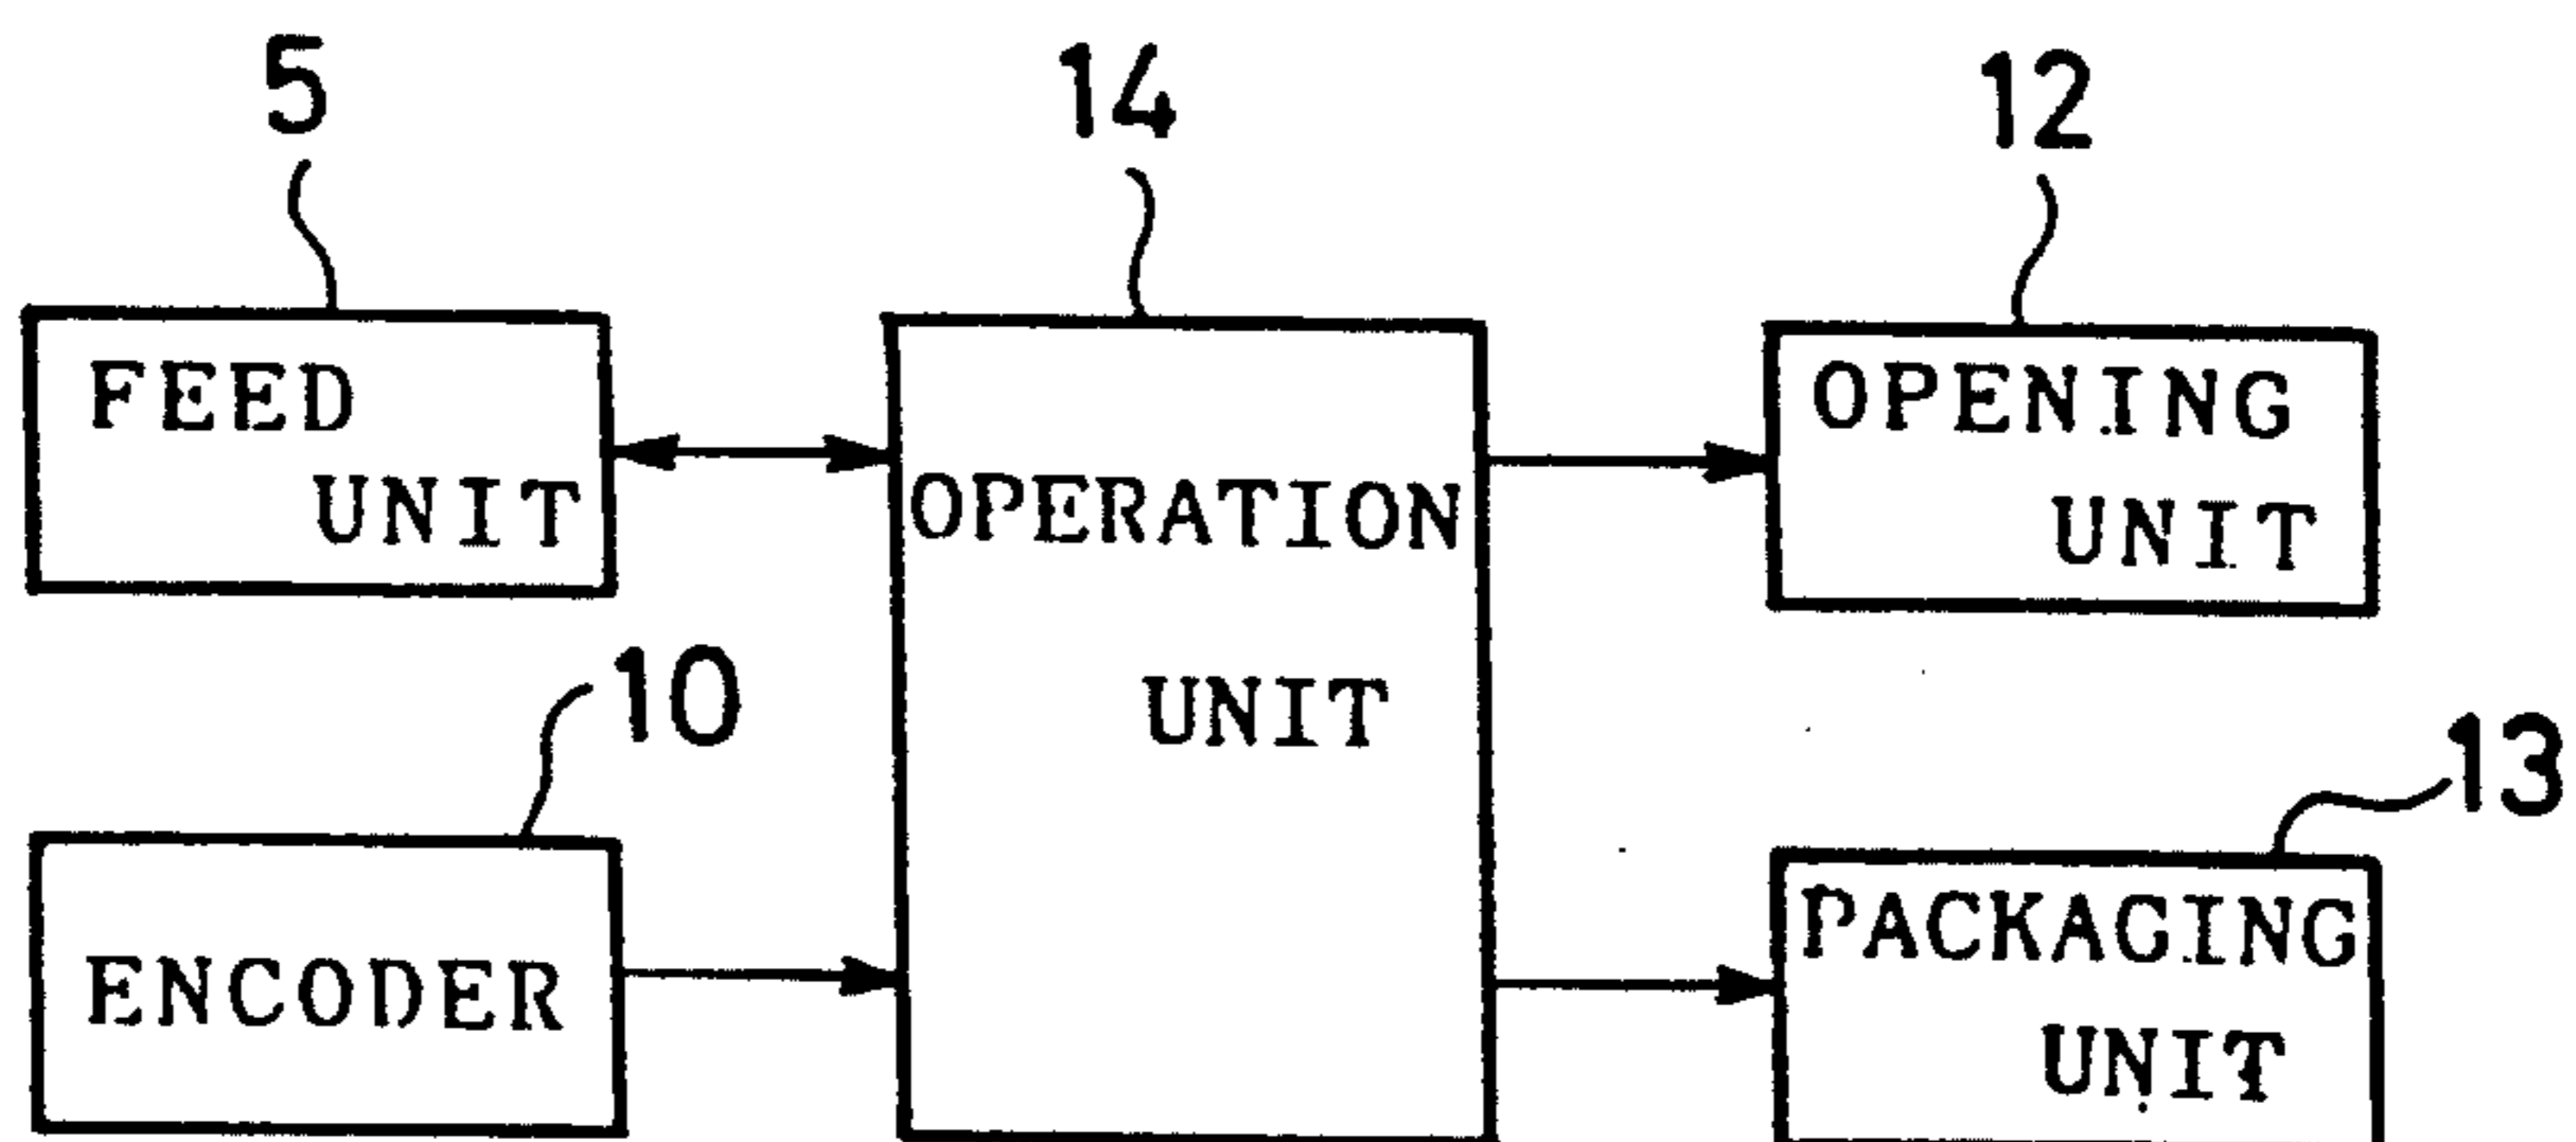 5
14
12
FEED
UNIT
OPERATION
UNIT
OPENING
UNIT
10
ENCODER
13
PACKAGING
UNIT